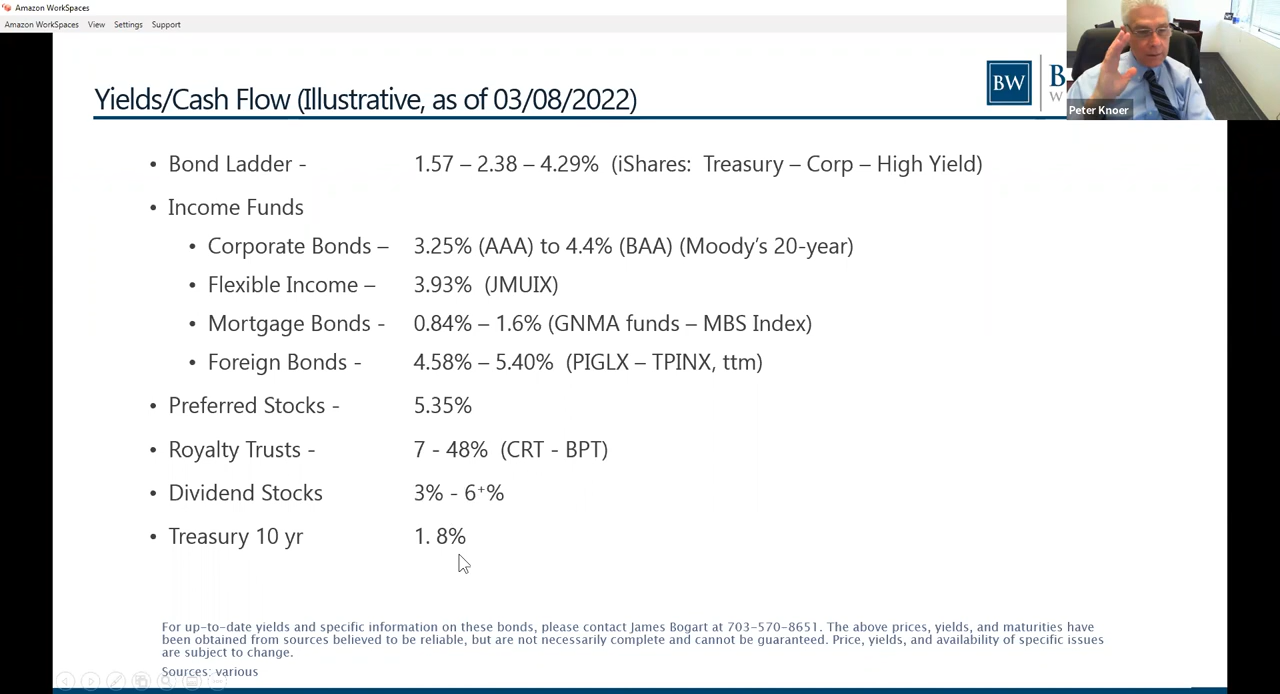 Amazon WorkSpaces
Amazon WorkSpaces View Settings Support
Yields/Cash Flow (Illustrative, as of 03/08/2022)
BW
B
W
Peter Knoer
• Bond Ladder - 1.57 – 2.38 – 4.29% (iShares: Treasury – Corp – High Yield)
• Income Funds
• Corporate Bonds – 3.25% (AAA) to 4.4% (BAA) (Moody's 20-year)
• Flexible Income – 3.93% (JMUIX)
• Mortgage Bonds - 0.84% – 1.6% (GNMA funds – MBS Index)
• Foreign Bonds - 4.58% – 5.40% (PIGLX – TPINX, ttm)
• Preferred Stocks - 5.35%
• Royalty Trusts - 7 - 48% (CRT - BPT)
• Dividend Stocks 3% - 6⁺%
• Treasury 10 yr 1. 8%
For up-to-date yields and specific information on these bonds, please contact James Bogart at 703-570-8651. The above prices, yields, and maturities have
been obtained from sources believed to be reliable, but are not necessarily complete and cannot be guaranteed. Price, yields, and availability of specific issues
are subject to change.
Sources: various